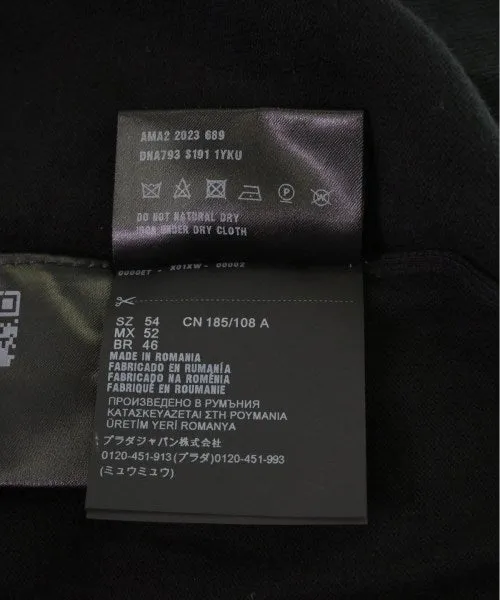 AMA2 2023 689
DNA793 S191 1YKU
DO NOT NATURAL DRY
IRON UNDER DRY CLOTH
0000ET - X01XW- 00002
SZ 54 CN 185/108 A
MX 52
BR 46
MADE IN ROMANIA
FABRICADO EN RUMANÍA
FABRICADO NA ROMÉNIA
FABRIQUÉ EN ROUMANIE
ПРОИЗВЕДЕНО В РУМЪНИЯ
ΚΑΤΑΣΚΕΥΑΖΕΤΑΙ ΣΤΗ ΡΟΥΜΑΝΙΑ
ÜRETİM YERİ ROMANYA
プラダジャパン株式会社
0120-451-913(プラダ)0120-451-993
(ミュウミュウ)